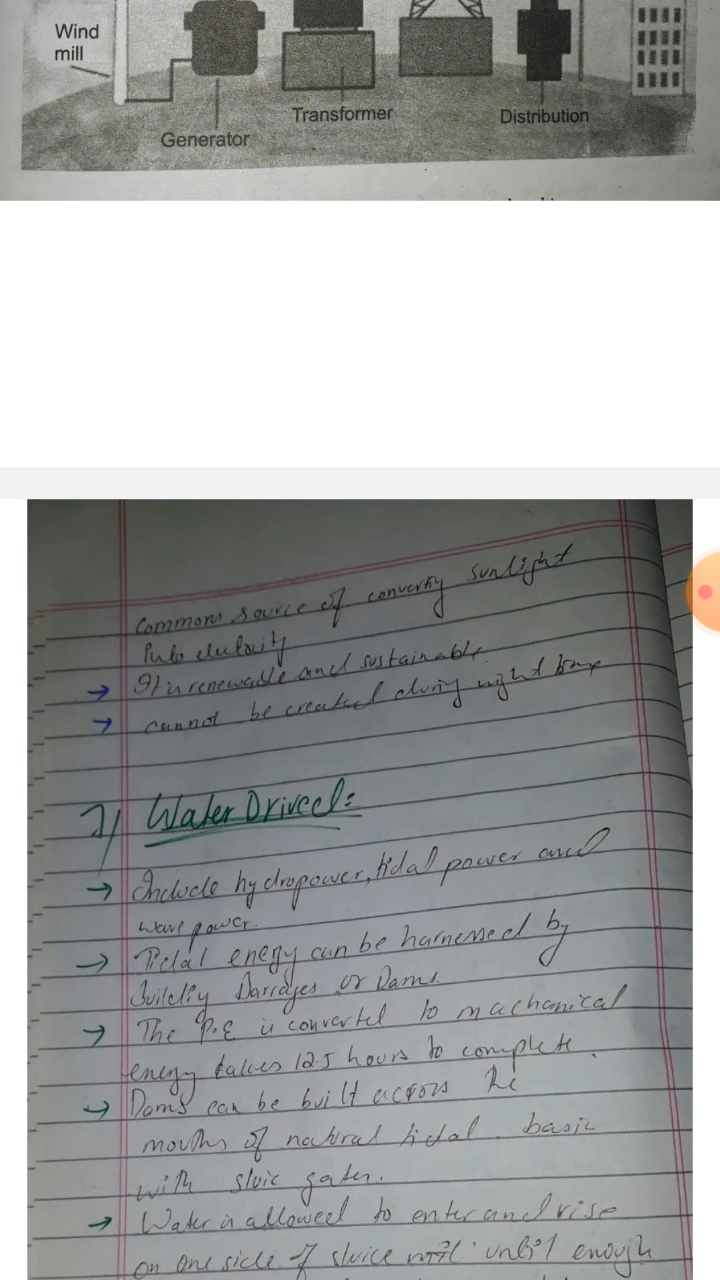 Wind
mill
Transformer
Distribution
Generator
Common source of converting sunlight
into
→ It is renewable and sustainable
→ cannot be created during night time
7) Water Driveed:
→ Include hydropower, tidal power and
wave power.
→ Tidal energy can be harnessed by
Building Barrages or Dams.
→ The P.E is converted to machanical
energy takes 12.5 hours to complete.
→ Dams can be built across the
mouths of natural tidal basic
with sluic gates.
→ Water is allowed to enter and rise
on one side of sluice until enough